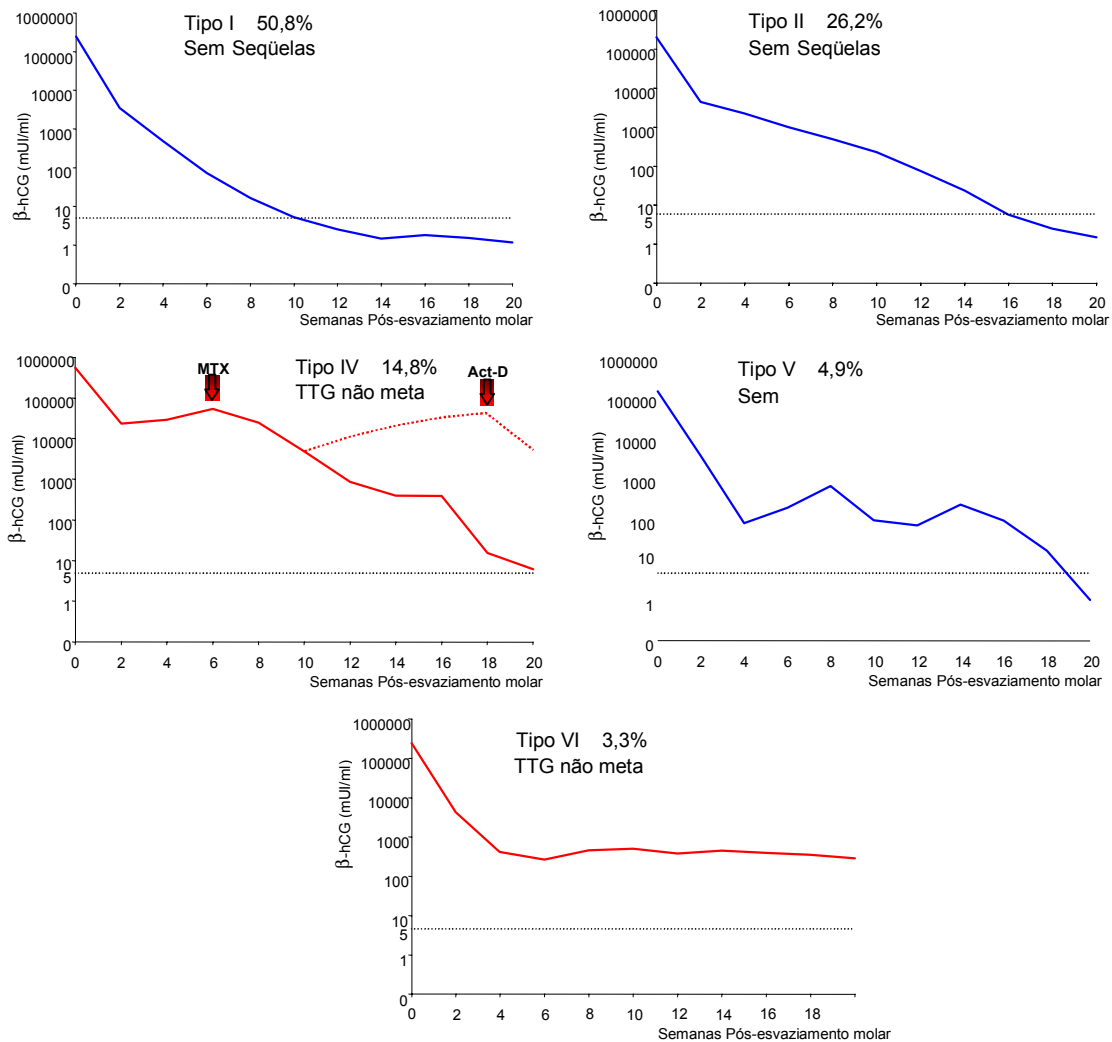 Tipo I 50,8%
Sem Seqüelas
β-hCG (mUI/ml)
1000000
100000
10000
1000
100
10
5
1
0
0 2 4 6 8 10 12 14 16 18 20
Semanas Pós-esvaziamento molar
Tipo II 26,2%
Sem Seqüelas
β-hCG (mUI/ml)
1000000
100000
10000
1000
100
10
5
1
0
0 2 4 6 8 10 12 14 16 18 20
Semanas Pós-esvaziamento molar
Tipo IV 14,8%
TTG não meta
MTX
Act-D
β-hCG (mUI/ml)
1000000
100000
10000
1000
100
10
5
1
0
0 2 4 6 8 10 12 14 16 18 20
Semanas Pós-esvaziamento molar
Tipo V 4,9%
Sem
β-hCG (mUI/ml)
1000000
100000
10000
1000
100
10
5
1
0
0 2 4 6 8 10 12 14 16 18 20
Semanas Pós-esvaziamento molar
Tipo VI 3,3%
TTG não meta
β-hCG (mUI/ml)
1000000
100000
10000
1000
100
10
5
1
0
0 2 4 6 8 10 12 14 16 18
Semanas Pós-esvaziamento molar